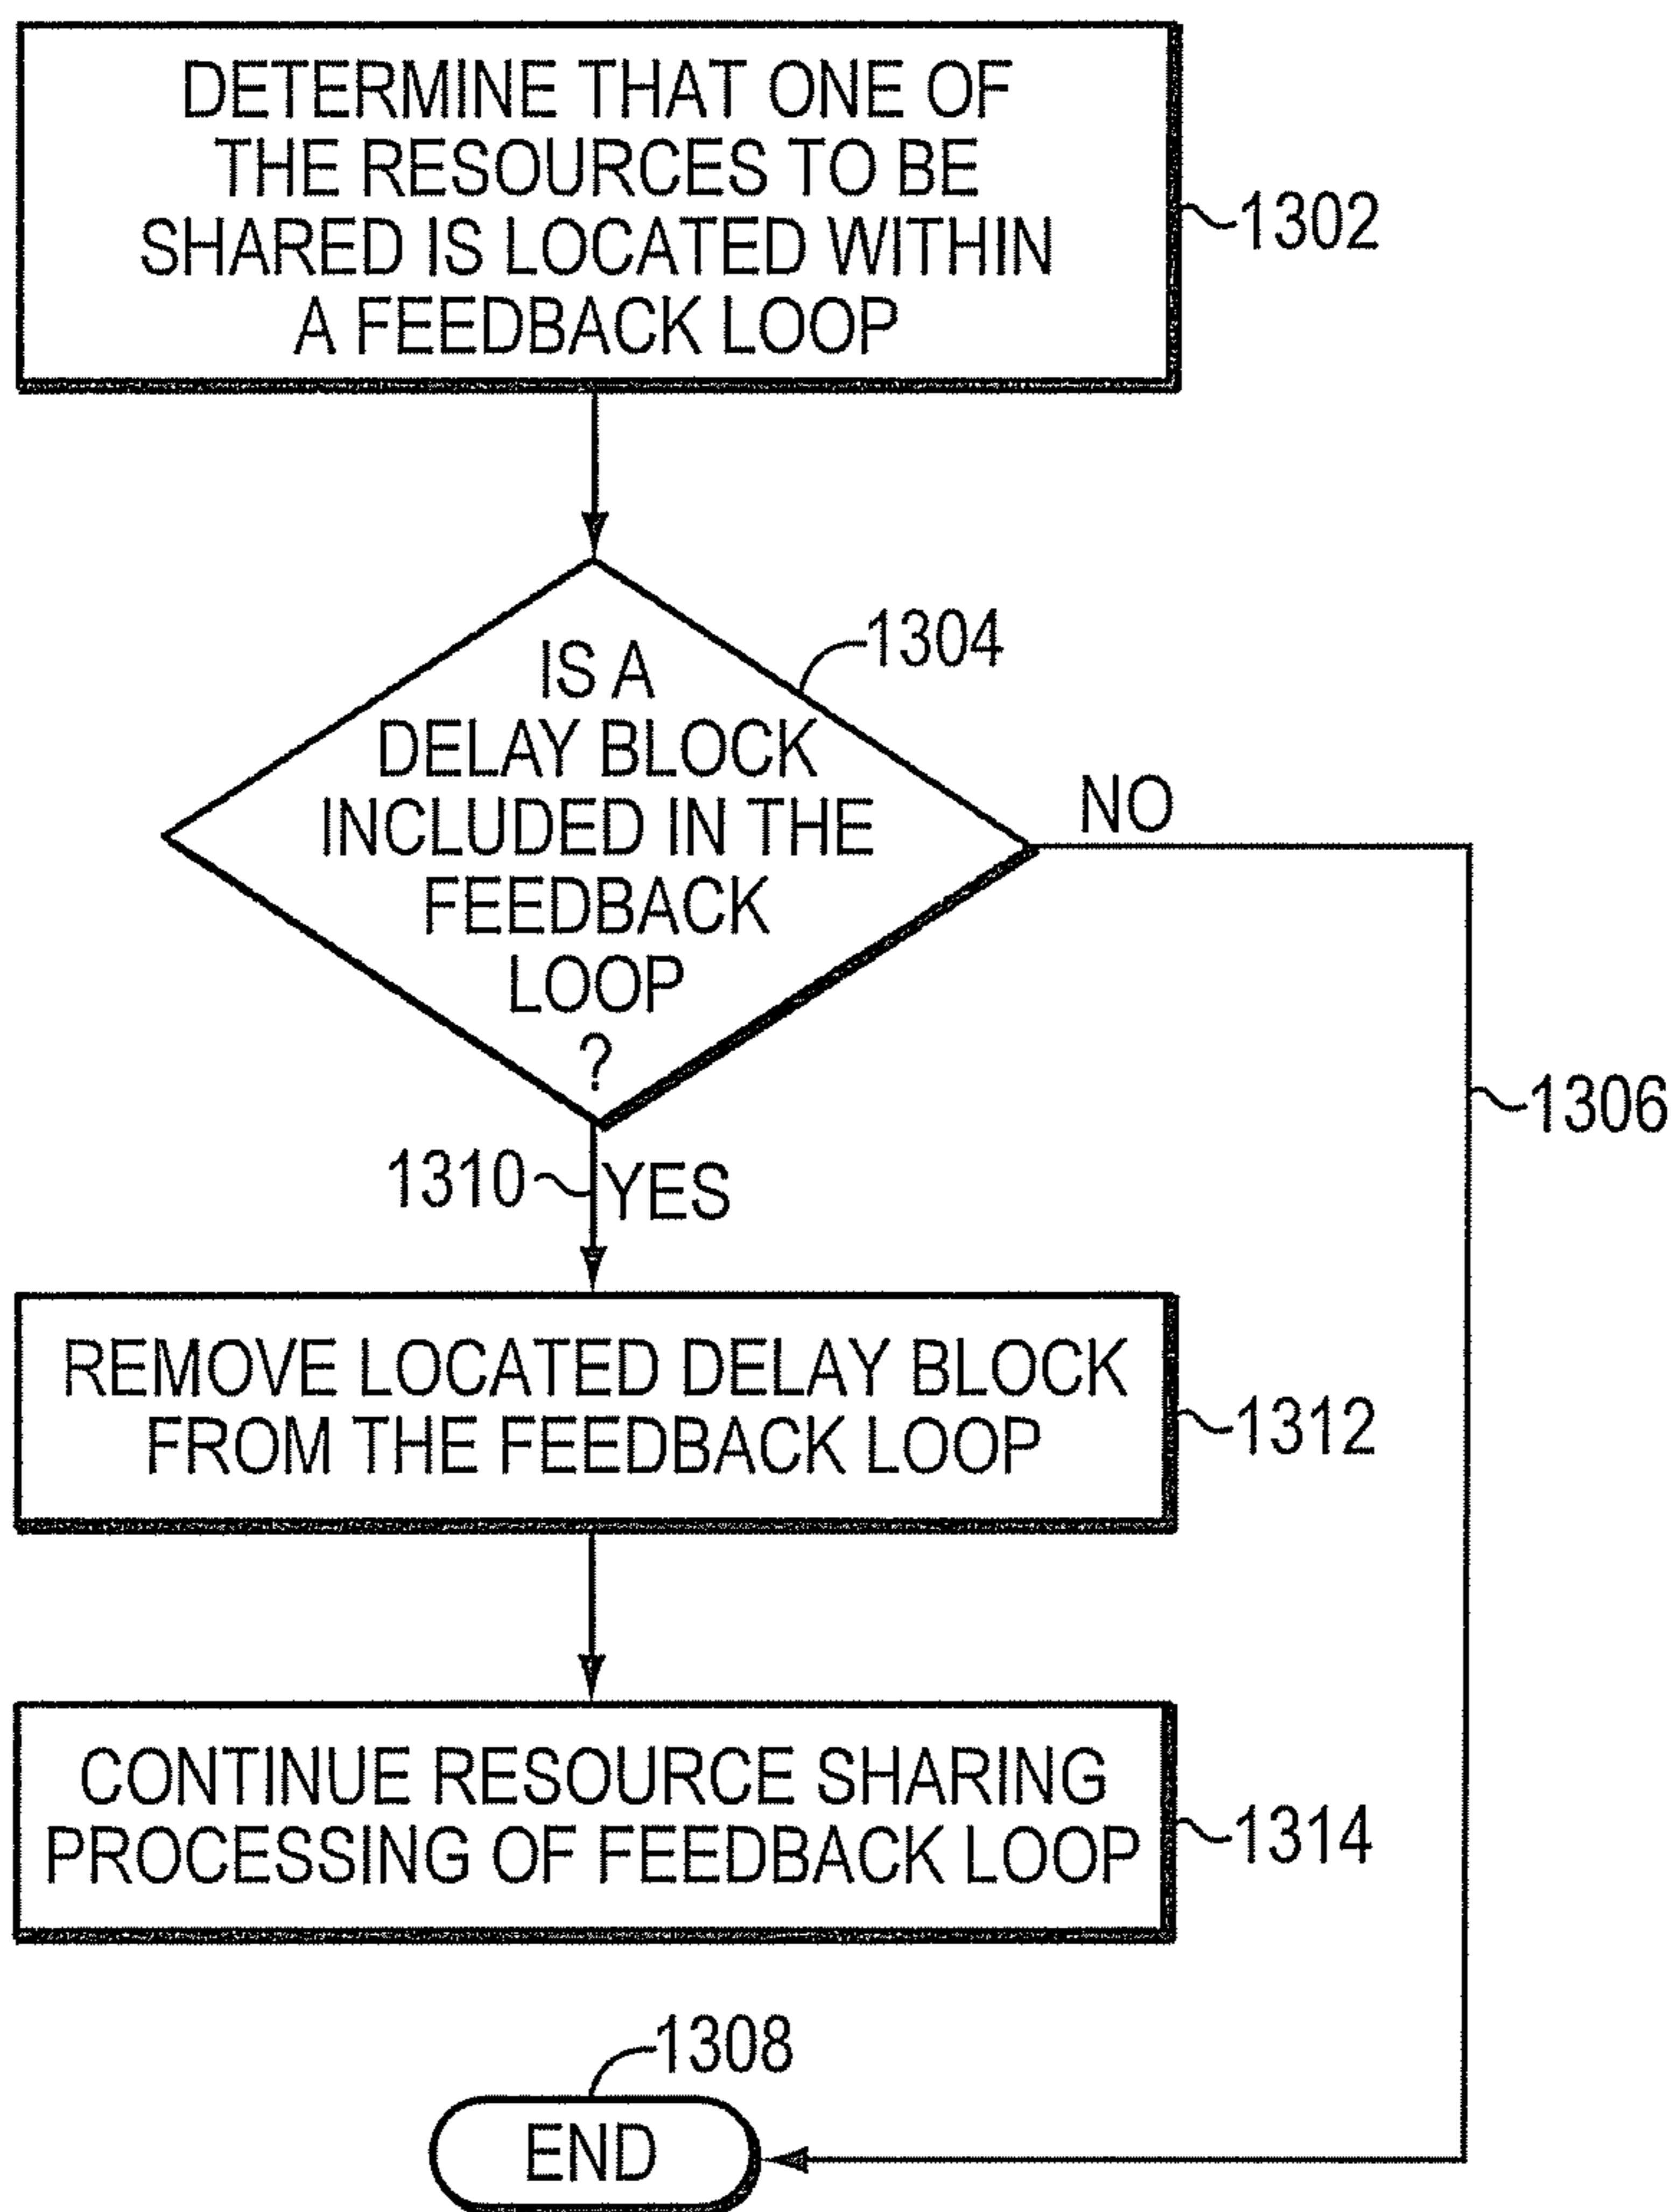 DETERMINE THAT ONE OF
THE RESOURCES TO BE
SHARED IS LOCATED WITHIN
A FEEDBACK LOOP
1302
IS A
DELAY BLOCK
INCLUDED IN THE
FEEDBACK
LOOP
?
1304
NO
1306
1310
YES
REMOVE LOCATED DELAY BLOCK
FROM THE FEEDBACK LOOP
1312
CONTINUE RESOURCE SHARING
PROCESSING OF FEEDBACK LOOP
1314
1308
END